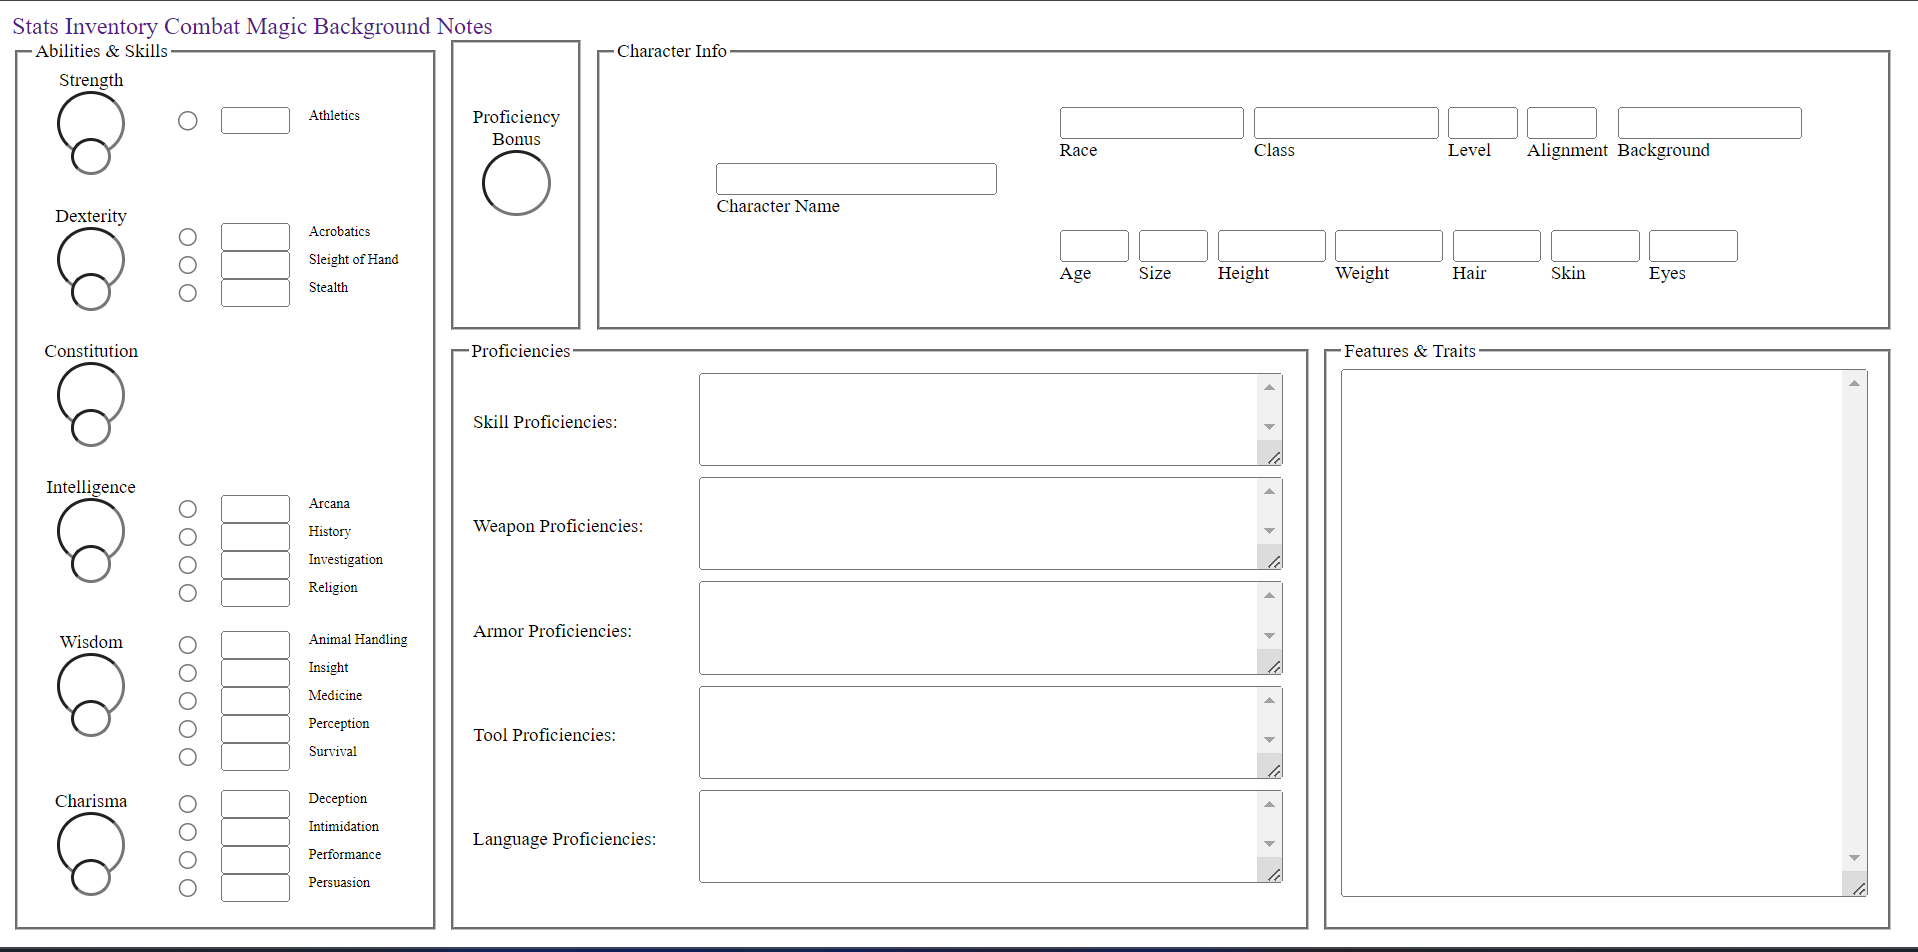 Stats Inventory Combat Magic Background Notes
Abilities & Skills
Strength
Athletics
Dexterity
Acrobatics
Sleight of Hand
Stealth
Constitution
Intelligence
Arcana
History
Investigation
Religion
Wisdom
Animal Handling
Insight
Medicine
Perception
Survival
Charisma
Deception
Intimidation
Performance
Persuasion
Proficiency
Bonus
Character Info
Character Name
Race Class Level Alignment Background
Age Size Height Weight Hair Skin Eyes
Proficiencies
Skill Proficiencies:
Weapon Proficiencies:
Armor Proficiencies:
Tool Proficiencies:
Language Proficiencies:
Features & Traits